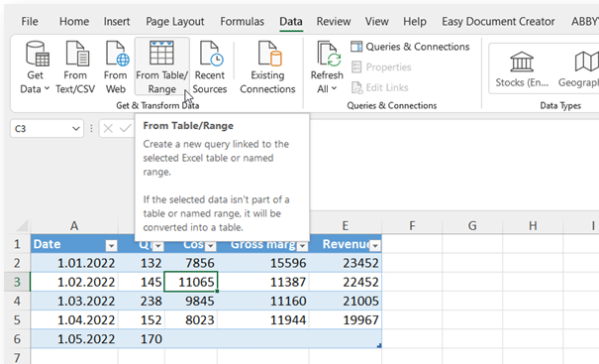 File Home Insert Page Layout Formulas Data Review View Help Easy Document Creator
Get Data From Text/CSV From Web From Table/ Range Recent Sources Existing Connections Refresh All Queries & Connections
Properties
Edit Links
Stocks (En...
Get & Transform Data Queries & Connections Data Types
C3
From Table/Range
Create a new query linked to the
selected Excel table or named
range.
If the selected data isn't part of a
table or named range, it will be
converted into a table.
A E F G H
1 Date Revenue
2 1.01.2022 132 7856 15596 23452
3 1.02.2022 145 11065 11387 22452
4 1.03.2022 238 9845 11160 21005
5 1.04.2022 152 8023 11944 19967
6 1.05.2022 170
7